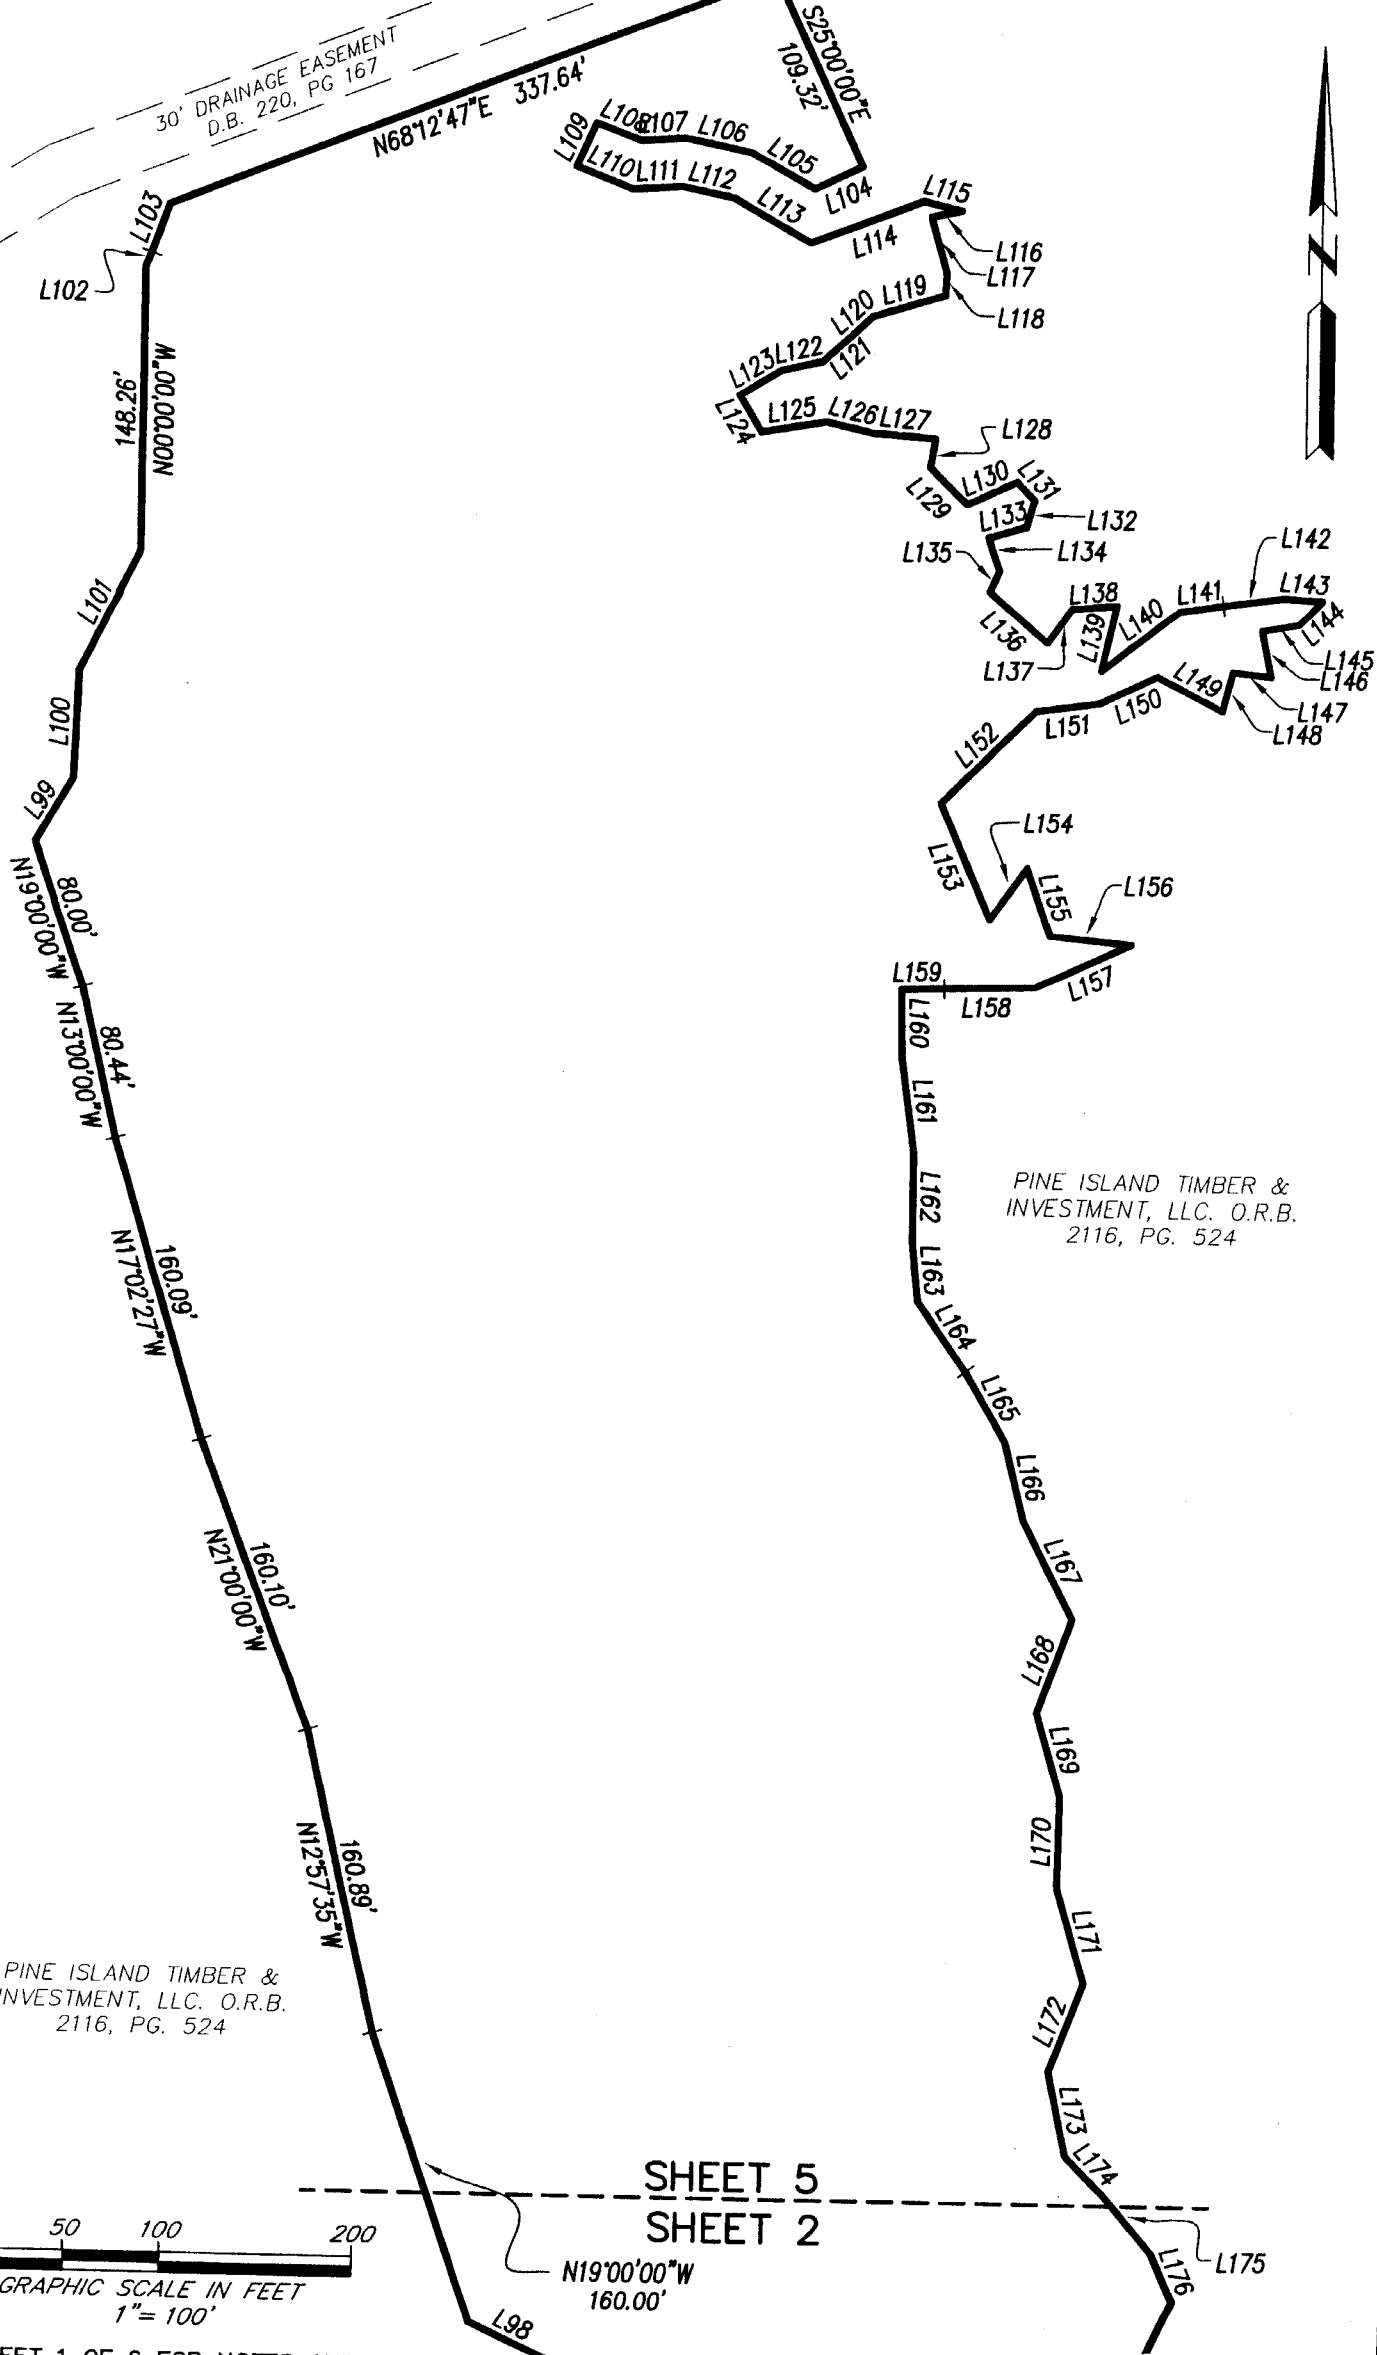 30' DRAINAGE EASEMENT
D.B. 220, PG 167
N68°12'47"E 337.64'
S25°00'00"E
109.32'
L103
L102
148.26'
N00°00'00"W
L101
L100
L99
80.00'
N19°00'00"W
80.44'
N13°00'00"W
160.09'
N17°02'27"W
160.10'
N21°00'00"W
160.89'
N12°57'35"W
N19°00'00"W
160.00'
L98
L104
L105
L106
L107
L108
L109
L110
L111
L112
L113
L114
L115
L116
L117
L118
L119
L120
L121
L122
L123
L124
L125
L126
L127
L128
L129
L130
L131
L132
L133
L134
L135
L136
L137
L138
L139
L140
L141
L142
L143
L144
L145
L146
L147
L148
L149
L150
L151
L152
L153
L154
L155
L156
L157
L158
L159
L160
L161
L162
L163
L164
L165
L166
L167
L168
L169
L170
L171
L172
L173
L174
L175
L176
N
PINE ISLAND TIMBER &
INVESTMENT, LLC. O.R.B.
2116, PG. 524
PINE ISLAND TIMBER &
NVESTMENT, LLC. O.R.B.
2116, PG. 524
SHEET 5
SHEET 2
50 100 200
GRAPHIC SCALE IN FEET
1"= 100'